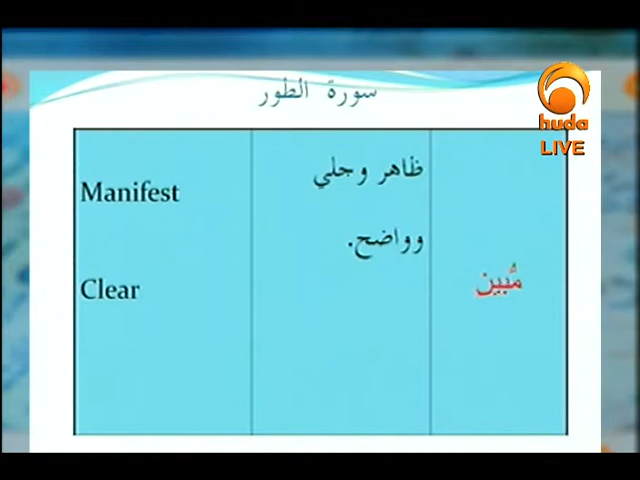 سورة الطور
huda
LIVE
مُبين
ظاهر وجلي
وواضح.
Manifest
Clear